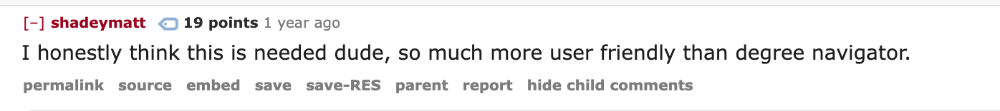 [–] shadeymatt 19 points 1 year ago
I honestly think this is needed dude, so much more user friendly than degree navigator.
permalink source embed save save-RES parent report hide child comments